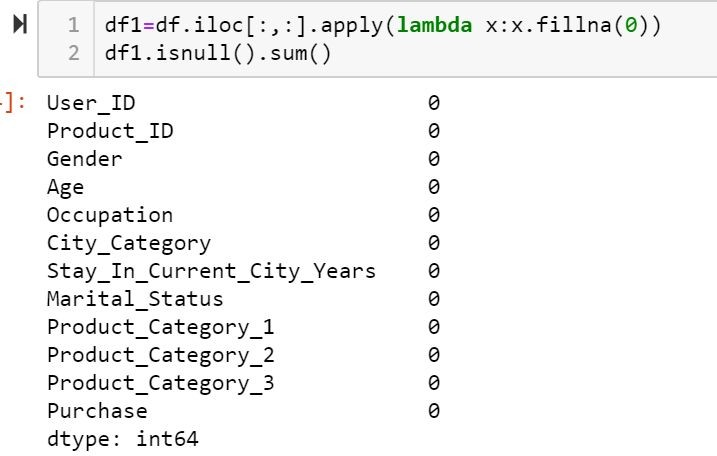 1 df1=df.iloc[:,:].apply(lambda x:x.fillna(0))
2 df1.isnull().sum()
]: User_ID 0
Product_ID 0
Gender 0
Age 0
Occupation 0
City_Category 0
Stay_In_Current_City_Years 0
Marital_Status 0
Product_Category_1 0
Product_Category_2 0
Product_Category_3 0
Purchase 0
dtype: int64